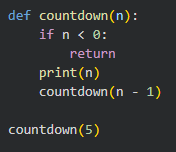 def countdown(n):
    if n < 0:
        return
    print(n)
    countdown(n - 1)

countdown(5)